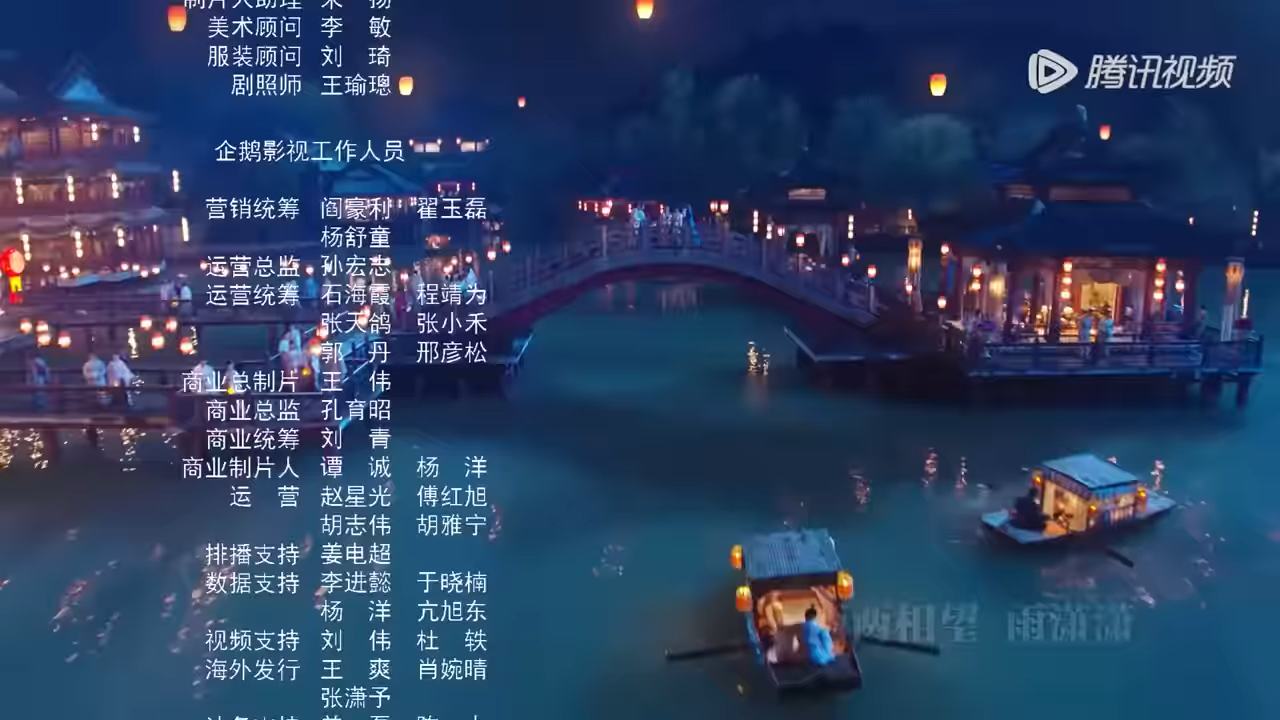 美术顾问 李 敏
服装顾问 刘 琦
剧照师 王瑜璁
腾讯视频
企鹅影视工作人员
营销统筹 阎豪利 翟玉磊
杨舒童
运营总监 孙宏志
运营统筹 石海霞 程靖为
张天鸽 张小禾
郭 丹 邢彦松
商业总制片 王 伟
商业总监 孔育昭
商业统筹 刘 青
商业制片人 谭 诚 杨 洋
运 营 赵星光 傅红旭
胡志伟 胡雅宁
排播支持 姜电超
数据支持 李进懿 于晓楠
杨 洋 亢旭东
视频支持 刘 伟 杜 轶
两相望 雨潇潇
海外发行 王 爽 肖婉晴
张潇予